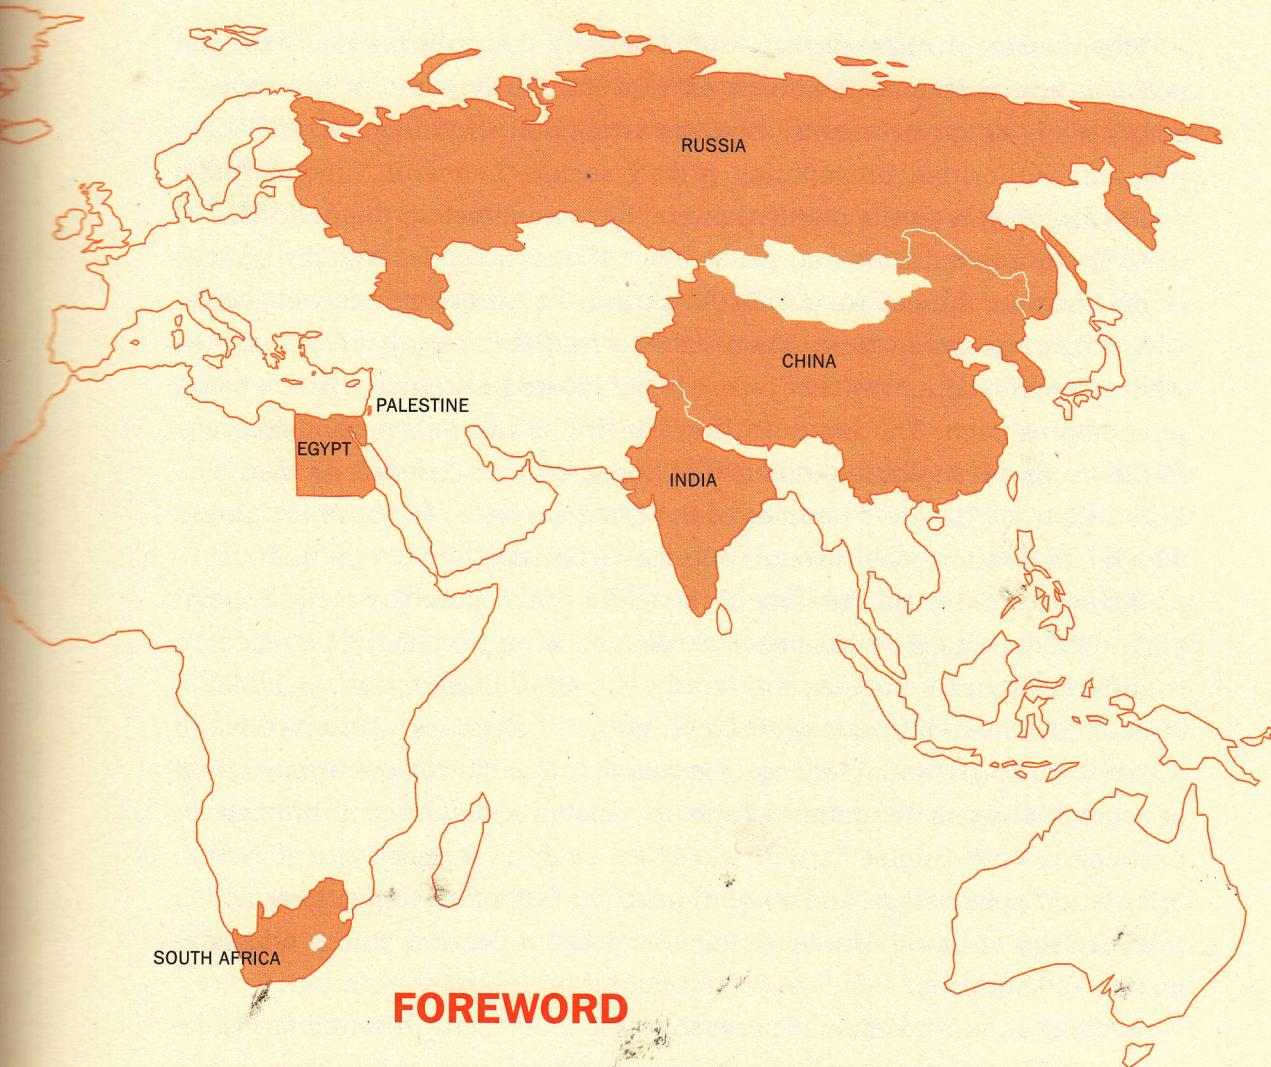 RUSSIA
CHINA
PALESTINE
EGYPT
INDIA
SOUTH AFRICA
FOREWORD